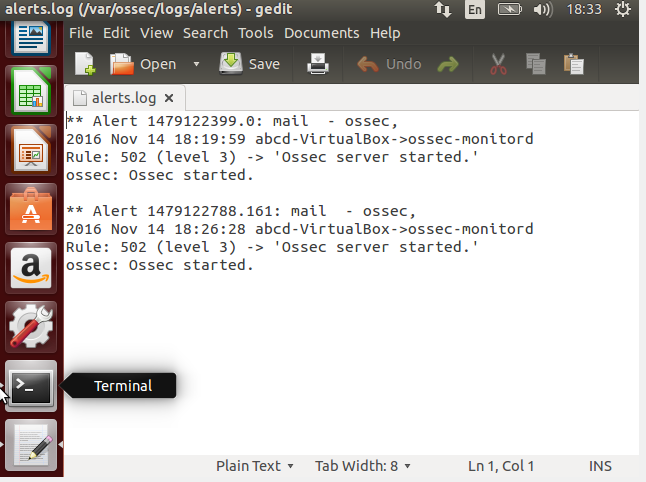 alerts.log (/var/ossec/logs/alerts) - gedit
En
18:33
File Edit View Search Tools Documents Help
Open
Save
Undo
alerts.log
** Alert 1479122399.0: mail  - ossec,
2016 Nov 14 18:19:59 abcd-VirtualBox->ossec-monitord
Rule: 502 (level 3) -> 'Ossec server started.'
ossec: Ossec started.
** Alert 1479122788.161: mail  - ossec,
2016 Nov 14 18:26:28 abcd-VirtualBox->ossec-monitord
Rule: 502 (level 3) -> 'Ossec server started.'
ossec: Ossec started.
a
>_
Terminal
Plain Text
Tab Width: 8
Ln 1, Col 1
INS